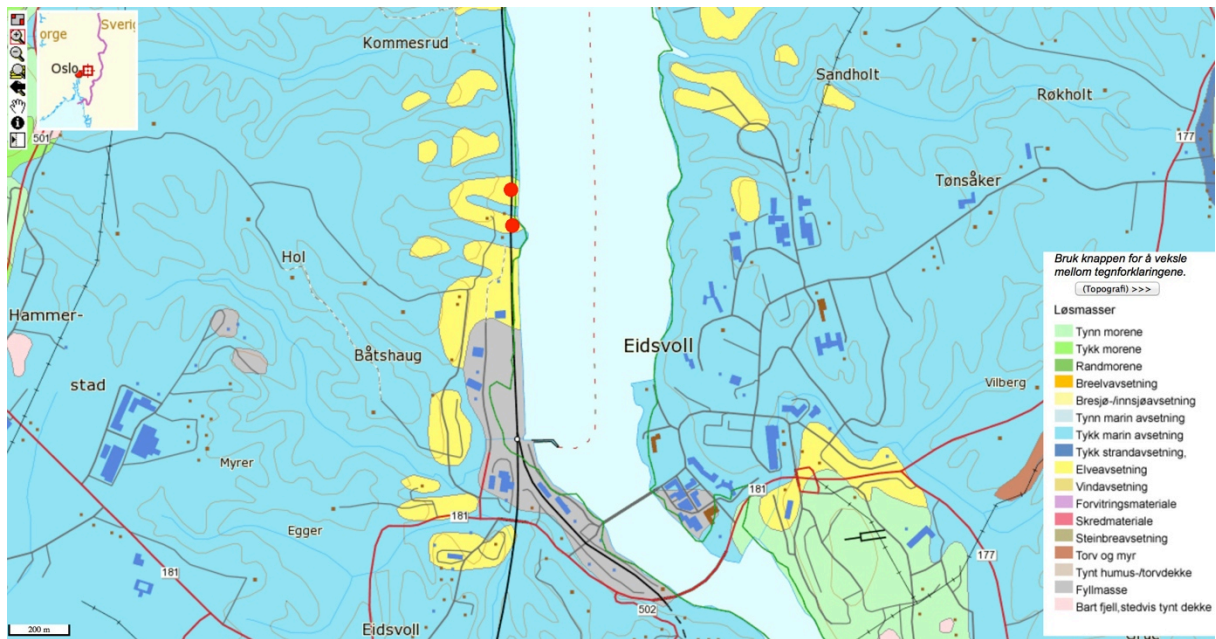 Sverig
orge
Oslo
Kommesrud
Sandholt
Røkholt
501
177
Tønsåker
Hol
Bruk knappen for å veksle
mellom tegnforklaringene.
(Topografi) >>>
Løsmasser
Hammer-
stad
Båtshaug
Eidsvoll
Vilberg
Tynn morene
Tykk morene
Randmorene
Breelvavsetning
Bresjø-/innsjøavsetning
Tynn marin avsetning
Tykk marin avsetning
Tykk strandavsetning,
Elveavsetning
Vindavsetning
Forvitringsmateriale
Skredmateriale
Steinbreavsetning
Torv og myr
Tynt humus-/torvdekke
Fyllmasse
Bart fjell,stedvis tynt dekke
Myrer
181
181
Egger
177
181
502
200 m
Eidsvoll